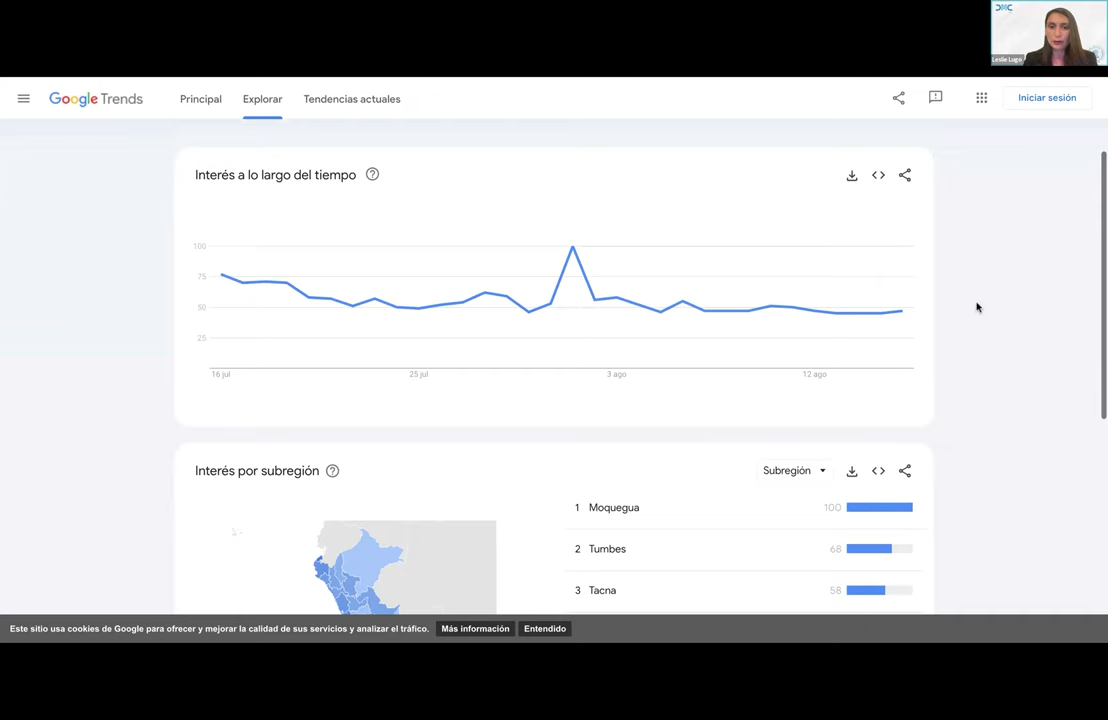 DMC
Leslie Lugo
Google Trends
Principal
Explorar
Tendencias actuales
Iniciar sesión
Interés a lo largo del tiempo
100
75
50
25
16 jul
25 jul
3 ago
12 ago
Interés por subregión
Subregión
1 Moquegua 100
2 Tumbes 68
3 Tacna 58
Este sitio usa cookies de Google para ofrecer y mejorar la calidad de sus servicios y analizar el tráfico.
Más información
Entendido